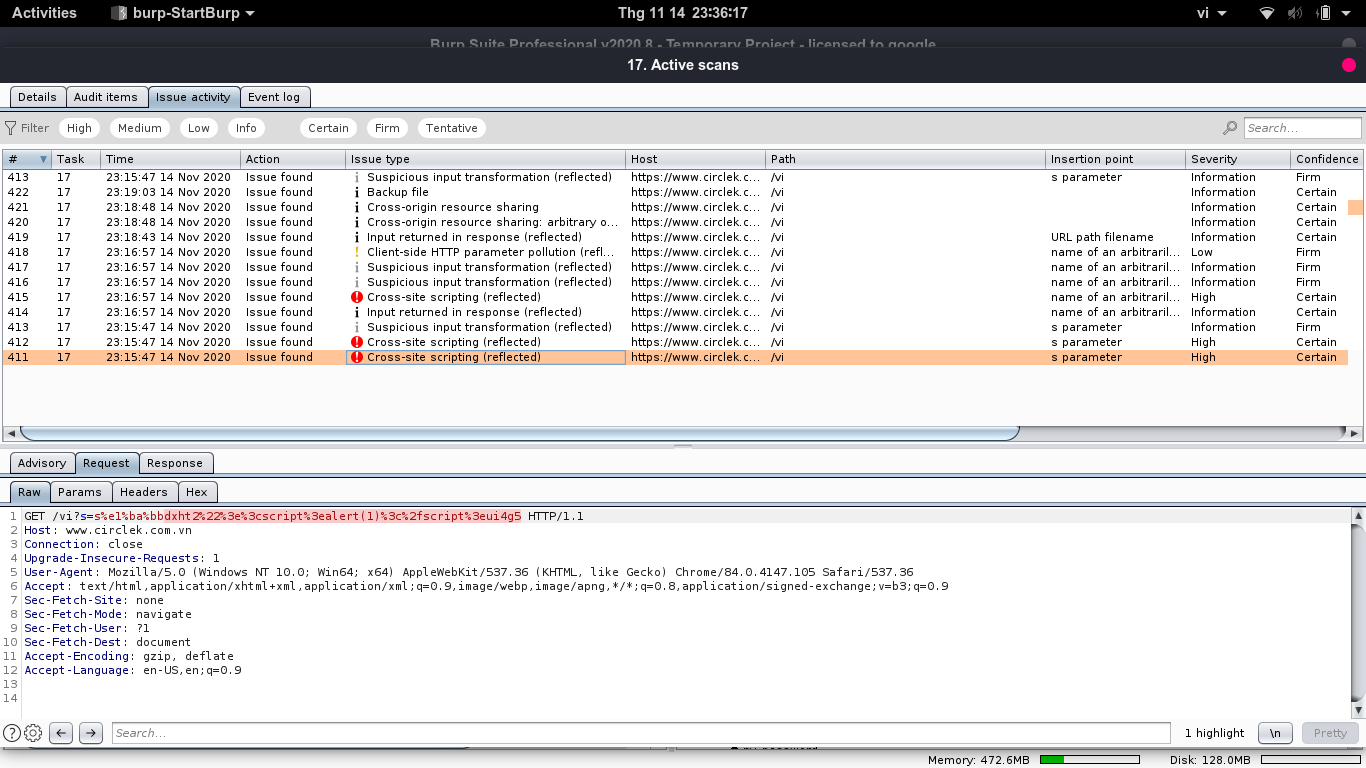 Activities burp-StartBurp Thg 11 14 23:36:17 vi
Burp Suite Professional v2020.8 - Temporary Project - licensed to google
17. Active scans
Details Audit items Issue activity Event log
Filter High Medium Low Info Certain Firm Tentative Search...
# Task Time Action Issue type Host Path Insertion point Severity Confidence
413 17 23:15:47 14 Nov 2020 Issue found Suspicious input transformation (reflected) https://www.circlek.c... /vi s parameter Information Firm
422 17 23:19:03 14 Nov 2020 Issue found Backup file https://www.circlek.c... /vi Information Certain
421 17 23:18:48 14 Nov 2020 Issue found Cross-origin resource sharing https://www.circlek.c... /vi Information Certain
420 17 23:18:48 14 Nov 2020 Issue found Cross-origin resource sharing: arbitrary o... https://www.circlek.c... /vi Information Certain
419 17 23:18:43 14 Nov 2020 Issue found Input returned in response (reflected) https://www.circlek.c... /vi URL path filename Information Certain
418 17 23:16:57 14 Nov 2020 Issue found Client-side HTTP parameter pollution (refl... https://www.circlek.c... /vi name of an arbitraril... Low Firm
417 17 23:16:57 14 Nov 2020 Issue found Suspicious input transformation (reflected) https://www.circlek.c... /vi name of an arbitraril... Information Firm
416 17 23:16:57 14 Nov 2020 Issue found Suspicious input transformation (reflected) https://www.circlek.c... /vi name of an arbitraril... Information Firm
415 17 23:16:57 14 Nov 2020 Issue found Cross-site scripting (reflected) https://www.circlek.c... /vi name of an arbitraril... High Certain
414 17 23:16:57 14 Nov 2020 Issue found Input returned in response (reflected) https://www.circlek.c... /vi name of an arbitraril... Information Certain
413 17 23:15:47 14 Nov 2020 Issue found Suspicious input transformation (reflected) https://www.circlek.c... /vi s parameter Information Firm
412 17 23:15:47 14 Nov 2020 Issue found Cross-site scripting (reflected) https://www.circlek.c... /vi s parameter High Certain
411 17 23:15:47 14 Nov 2020 Issue found Cross-site scripting (reflected) https://www.circlek.c... /vi s parameter High Certain
Advisory Request Response
Raw Params Headers Hex
1 GET /vi?s=s%e1%ba%bbdxht2%22%3e%3cscript%3ealert(1)%3c%2fscript%3eui4g5 HTTP/1.1
2 Host: www.circlek.com.vn
3 Connection: close
4 Upgrade-Insecure-Requests: 1
5 User-Agent: Mozilla/5.0 (Windows NT 10.0; Win64; x64) AppleWebKit/537.36 (KHTML, like Gecko) Chrome/84.0.4147.105 Safari/537.36
6 Accept: text/html,application/xhtml+xml,application/xml;q=0.9,image/webp,image/apng,*/*;q=0.8,application/signed-exchange;v=b3;q=0.9
7 Sec-Fetch-Site: none
8 Sec-Fetch-Mode: navigate
9 Sec-Fetch-User: ?1
10 Sec-Fetch-Dest: document
11 Accept-Encoding: gzip, deflate
12 Accept-Language: en-US,en;q=0.9
13
14
Search... 1 highlight \n Pretty
Memory: 472.6MB Disk: 128.0MB